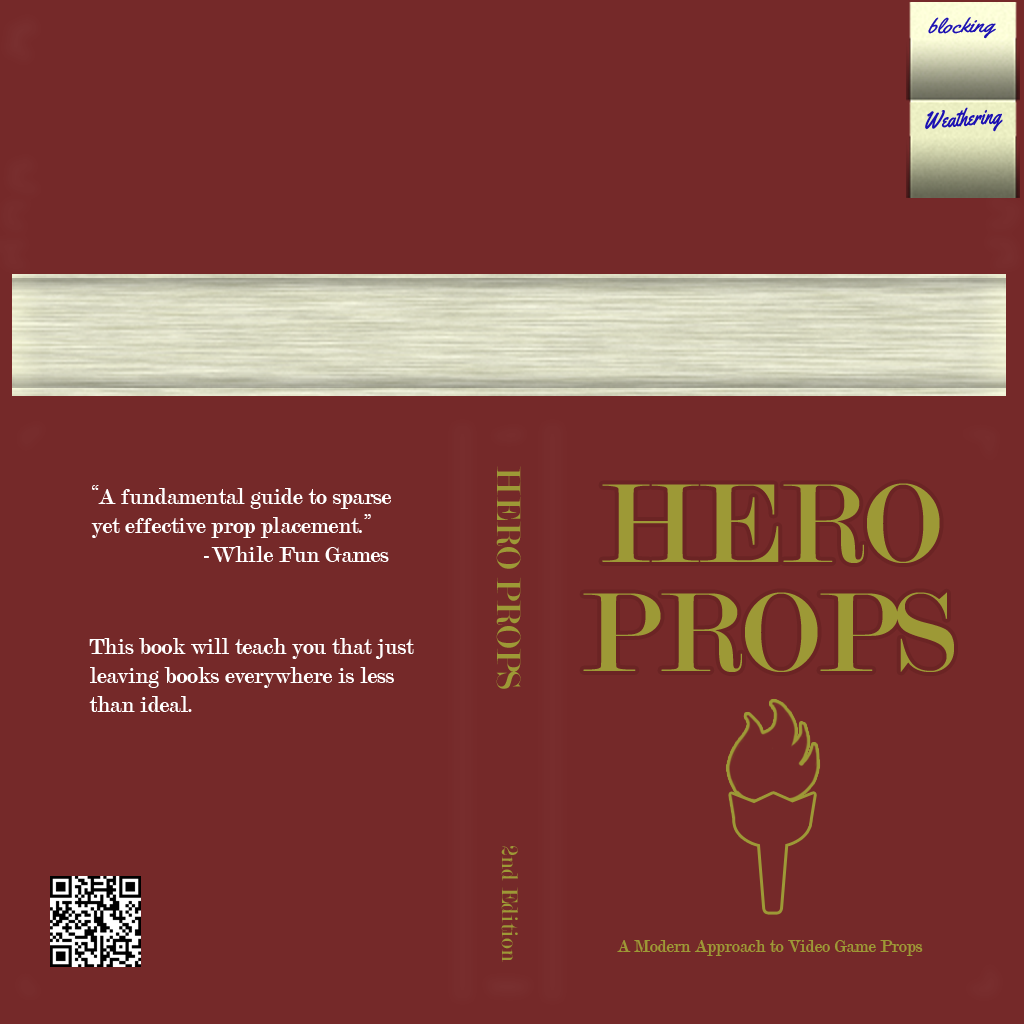 blocking
Weathering
“A fundamental guide to sparse
yet effective prop placement.”
-While Fun Games
This book will teach you that just
leaving books everywhere is less
than ideal.
HERO PROPS
2nd Edition
HERO
PROPS
A Modern Approach to Video Game Props